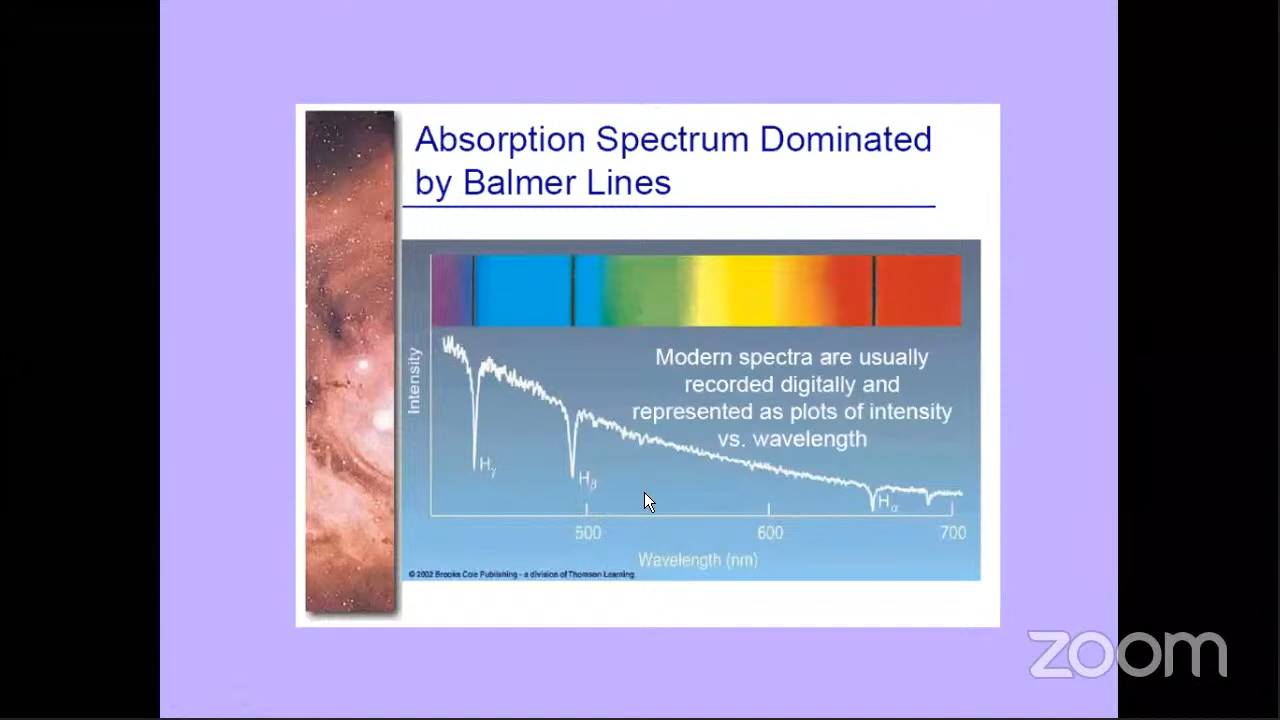 Absorption Spectrum Dominated
by Balmer Lines
Modern spectra are usually
recorded digitally and
represented as plots of intensity
vs. wavelength
Intensity
Hγ
Hβ
Hα
500
600
700
Wavelength (nm)
© 2002 Brooks Cole Publishing - a division of Thomson Learning
zoom